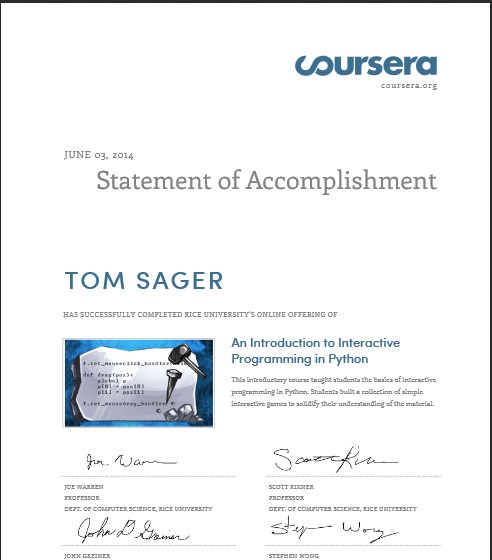 coursera
coursera.org
JUNE 03, 2014
Statement of Accomplishment
TOM SAGER
HAS SUCCESSFULLY COMPLETED RICE UNIVERSITY'S ONLINE OFFERING OF
An Introduction to Interactive
Programming in Python
This introductory course taught students the basics of interactive
programming in Python. Students built a collection of simple
interactive games to solidify their understanding of the material.
f.set_mouseclick_handler
def drag(pos):
global p
p[0] = pos[0]
p[1] = pos[1]
f.set_mousedrag_handler
Joe Warren
Scott Rixner
JOE WARREN
PROFESSOR
DEPT. OF COMPUTER SCIENCE, RICE UNIVERSITY
SCOTT RIXNER
PROFESSOR
DEPT. OF COMPUTER SCIENCE, RICE UNIVERSITY
John D Greiner
Stephen Wong
JOHN GREINER
STEPHEN WONG